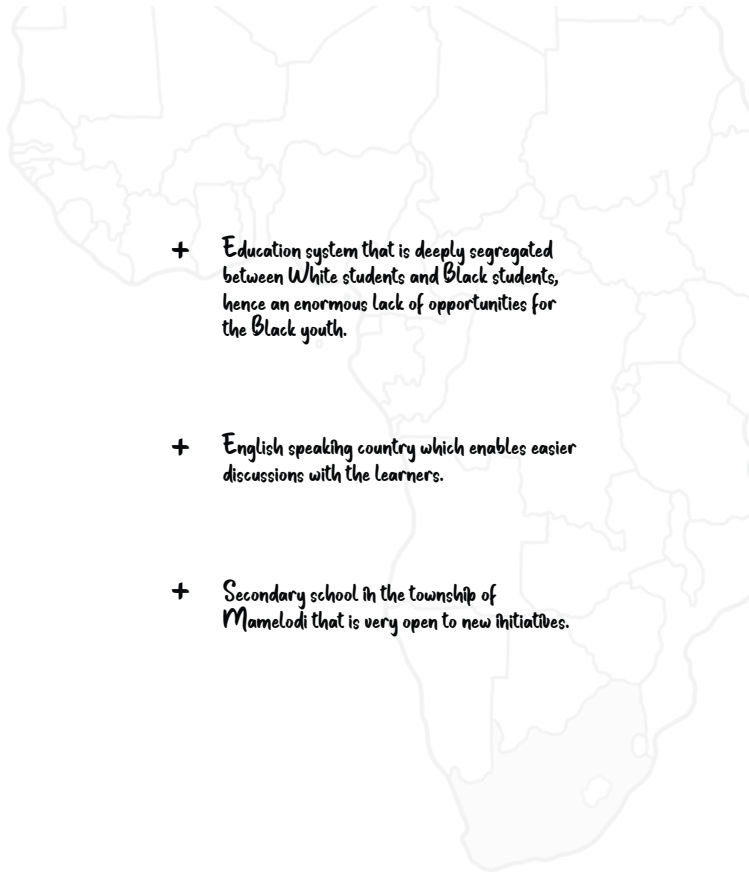 + Education system that is deeply segregated
between White students and Black students,
hence an enormous lack of opportunities for
the Black youth.
+ English speaking country which enables easier
discussions with the learners.
+ Secondary school in the township of
Mamelodi that is very open to new initiatives.